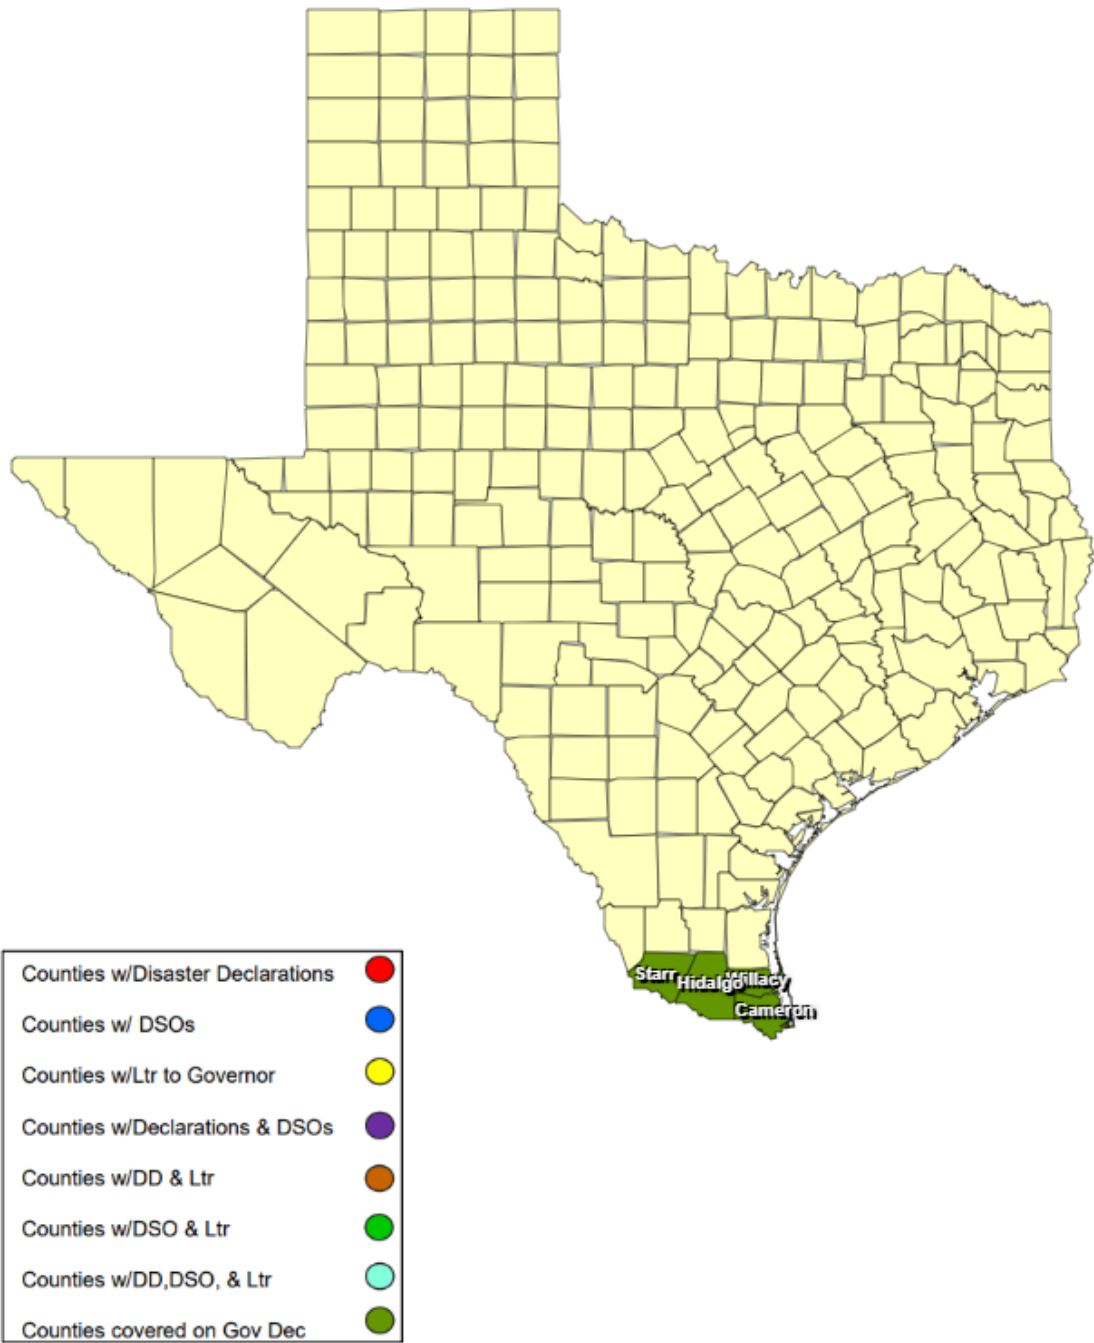 Starr
Hidalgo
Willacy
Cameron
Counties w/Disaster Declarations
Counties w/ DSOs
Counties w/Ltr to Governor
Counties w/Declarations & DSOs
Counties w/DD & Ltr
Counties w/DSO & Ltr
Counties w/DD,DSO, & Ltr
Counties covered on Gov Dec